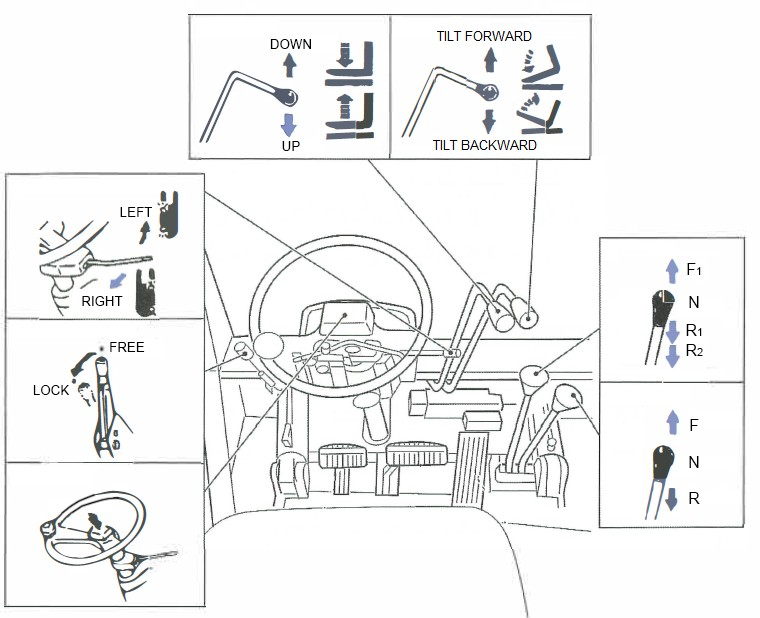 DOWN
UP
TILT FORWARD
TILT BACKWARD
LEFT
RIGHT
FREE
LOCK
F1
N
R1
R2
F
N
R